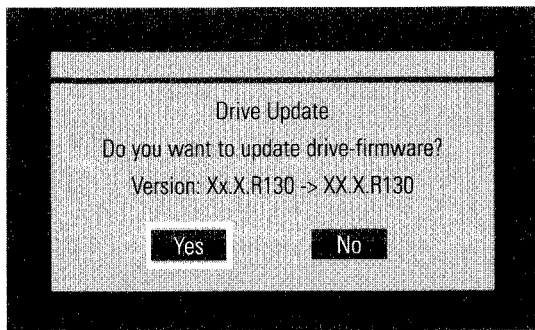 Drive Update
Do you want to update drive-firmware?
Version: Xx.X.R130 -> XX.X.R130
Yes No